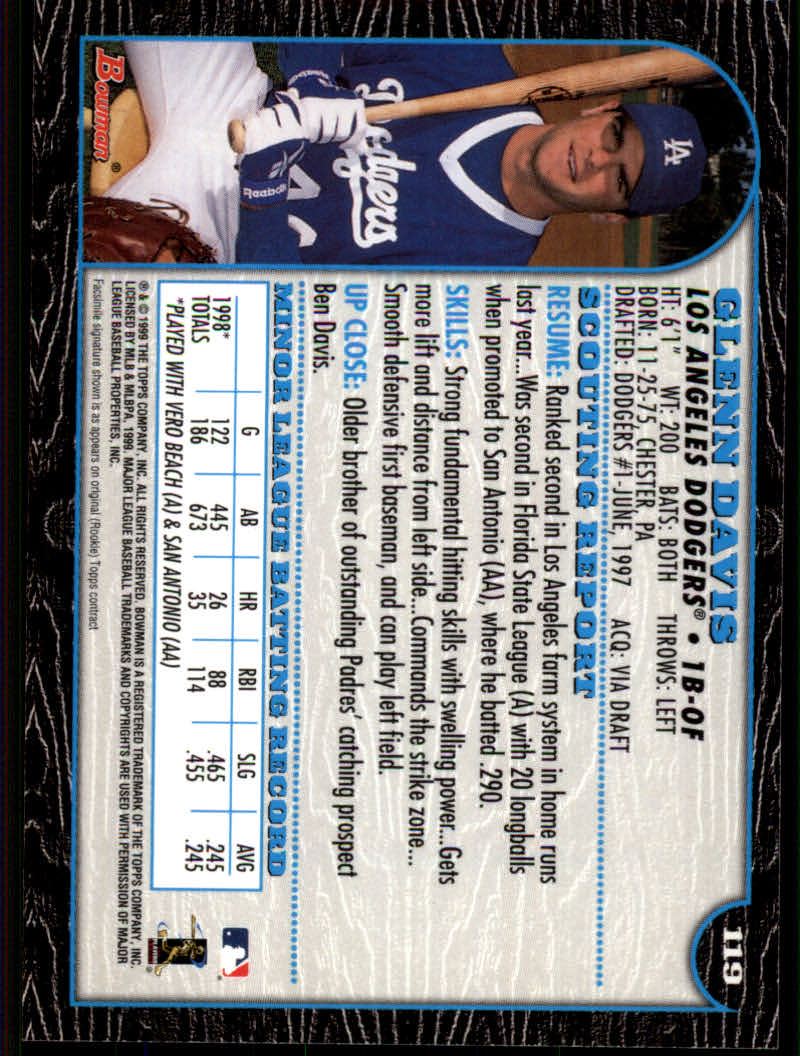 119
GLENN DAVIS
LOS ANGELES DODGERS® • 1B-OF
HT: 6'1" WT: 200 BATS: BOTH THROWS: LEFT
BORN: 11-25-75, CHESTER, PA
DRAFTED: DODGERS #1-JUNE, 1997 ACQ: VIA DRAFT
SCOUTING REPORT
RESUME: Ranked second in Los Angeles farm system in home runs
last year...Was second in Florida State League (A) with 20 longballs
when promoted to San Antonio (AA), where he batted .290.
SKILLS: Strong fundamental hitting skills with swelling power...Gets
more lift and distance from left side...Commands the strike zone...
Smooth defensive first baseman, and can play left field.
UP CLOSE: Older brother of outstanding Padres' catching prospect
Ben Davis.
MINOR LEAGUE BATTING RECORD
G AB HR RBI SLG AVG
1998* 122 445 26 88 .465 .245
TOTALS 186 673 35 114 .455 .245
*PLAYED WITH VERO BEACH (A) & SAN ANTONIO (AA)
® & © 1999 THE TOPPS COMPANY, INC. ALL RIGHTS RESERVED. BOWMAN IS A REGISTERED TRADEMARK OF THE TOPPS COMPANY, INC.
LICENSED BY MLB & MLBPA, 1999. MAJOR LEAGUE BASEBALL TRADEMARKS AND COPYRIGHTS ARE USED WITH PERMISSION OF MAJOR
LEAGUE BASEBALL PROPERTIES, INC.
Facsimile signature shown is as appears on original (Rookie) Topps contract
LA
Dodgers
Reebok
Bowman®